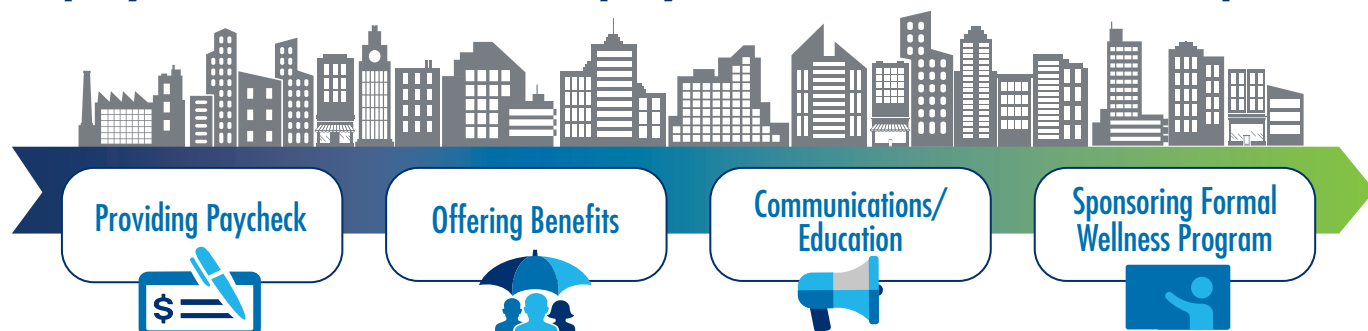 Providing Paycheck
Offering Benefits
Communications/
Education
Sponsoring Formal
Wellness Program
$